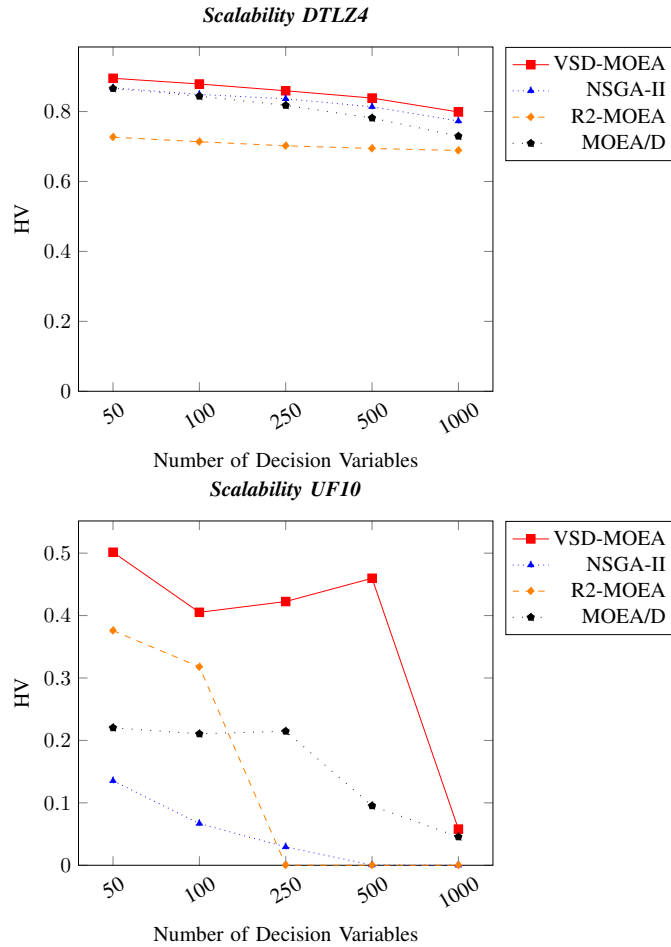 Scalability DTLZ4
VSD-MOEA
NSGA-II
R2-MOEA
MOEA/D
HV
0.8
0.6
0.4
0.2
0
50
100
250
500
1000
Number of Decision Variables
Scalability UF10
VSD-MOEA
NSGA-II
R2-MOEA
MOEA/D
HV
0.5
0.4
0.3
0.2
0.1
0
50
100
250
500
1000
Number of Decision Variables